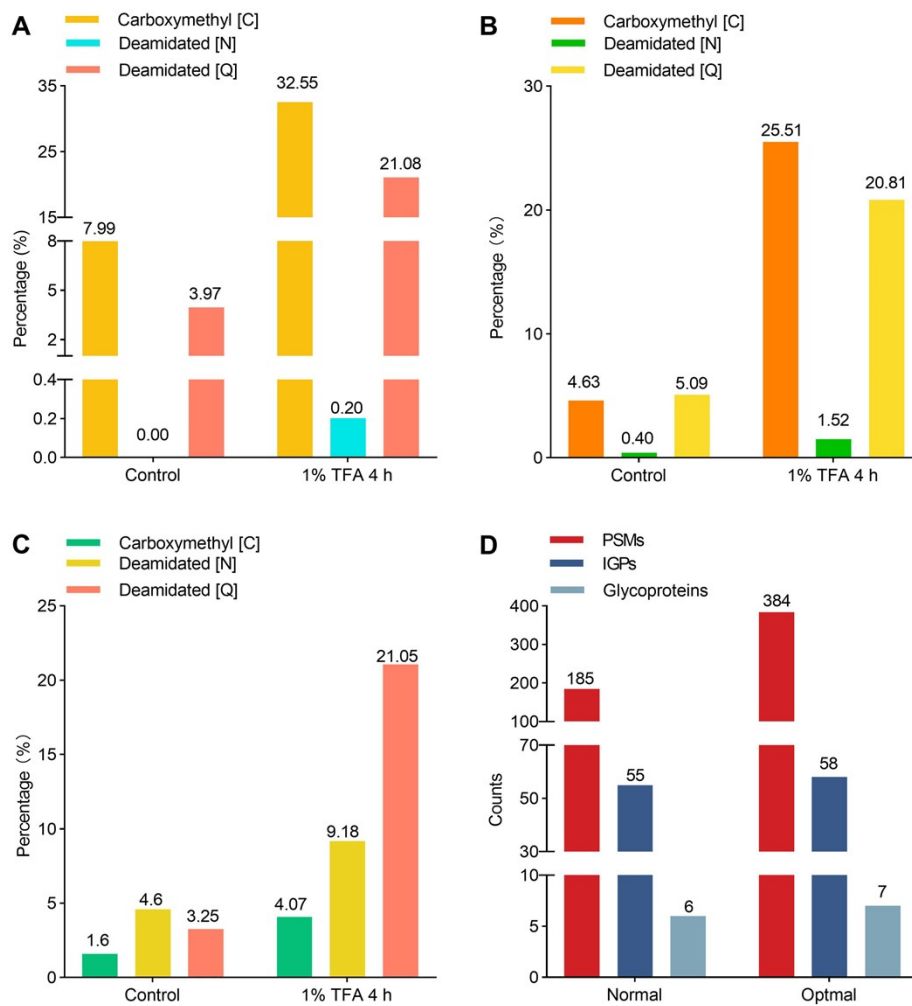 A
Carboxymethyl [C]
Deamidated [N]
Deamidated [Q]
Percentage (%)
35
25
15
8
5
2
0.4
0.2
0.0
7.99
0.00
3.97
32.55
0.20
21.08
Control
1% TFA 4 h
B
Carboxymethyl [C]
Deamidated [N]
Deamidated [Q]
Percentage (%)
30
20
10
0
4.63
0.40
5.09
25.51
1.52
20.81
Control
1% TFA 4 h
C
Carboxymethyl [C]
Deamidated [N]
Deamidated [Q]
Percentage (%)
25
20
15
10
5
0
1.6
4.6
3.25
4.07
9.18
21.05
Control
1% TFA 4 h
D
PSMs
IGPs
Glycoproteins
Counts
400
300
200
100
70
50
30
10
5
0
185
55
6
384
58
7
Normal
Optmal